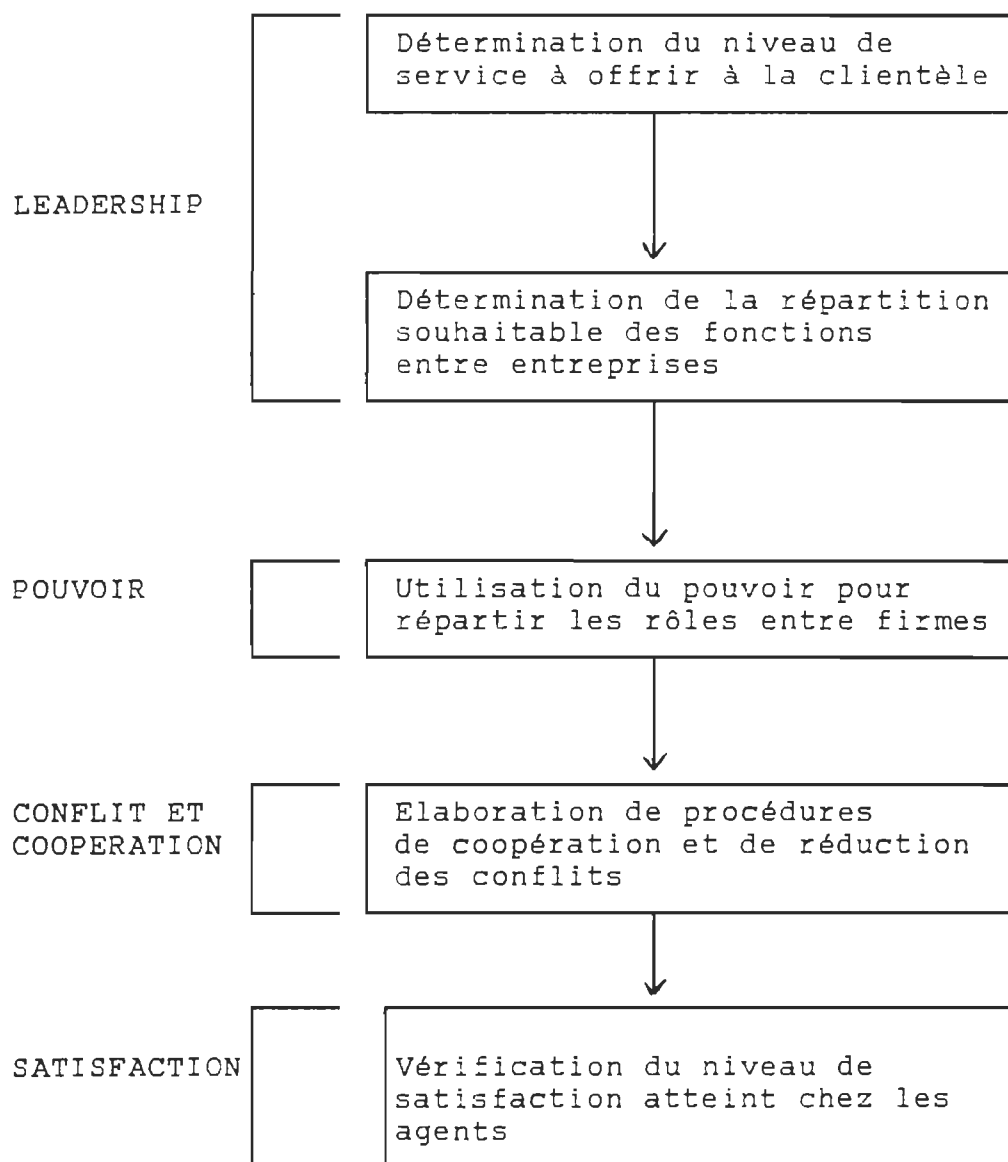 Détermination du niveau de
service à offrir à la clientèle
LEADERSHIP
Détermination de la répartition
souhaitable des fonctions
entre entreprises
POUVOIR
Utilisation du pouvoir pour
répartir les rôles entre firmes
CONFLIT ET
COOPERATION
Elaboration de procédures
de coopération et de réduction
des conflits
SATISFACTION
Vérification du niveau de
satisfaction atteint chez les
agents